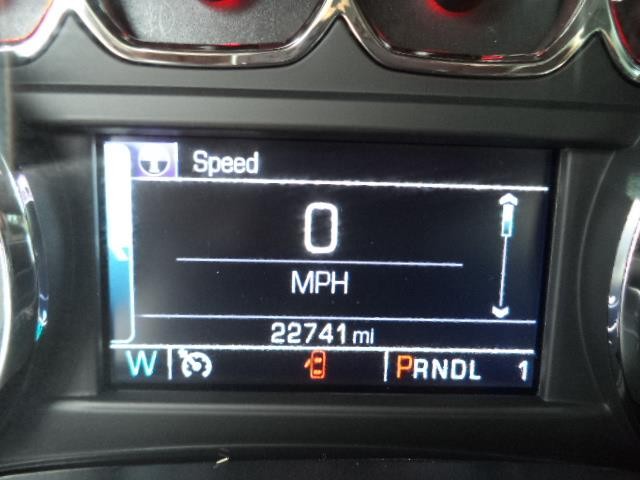 Speed
0
MPH
22741 mi
W PRNDL 1